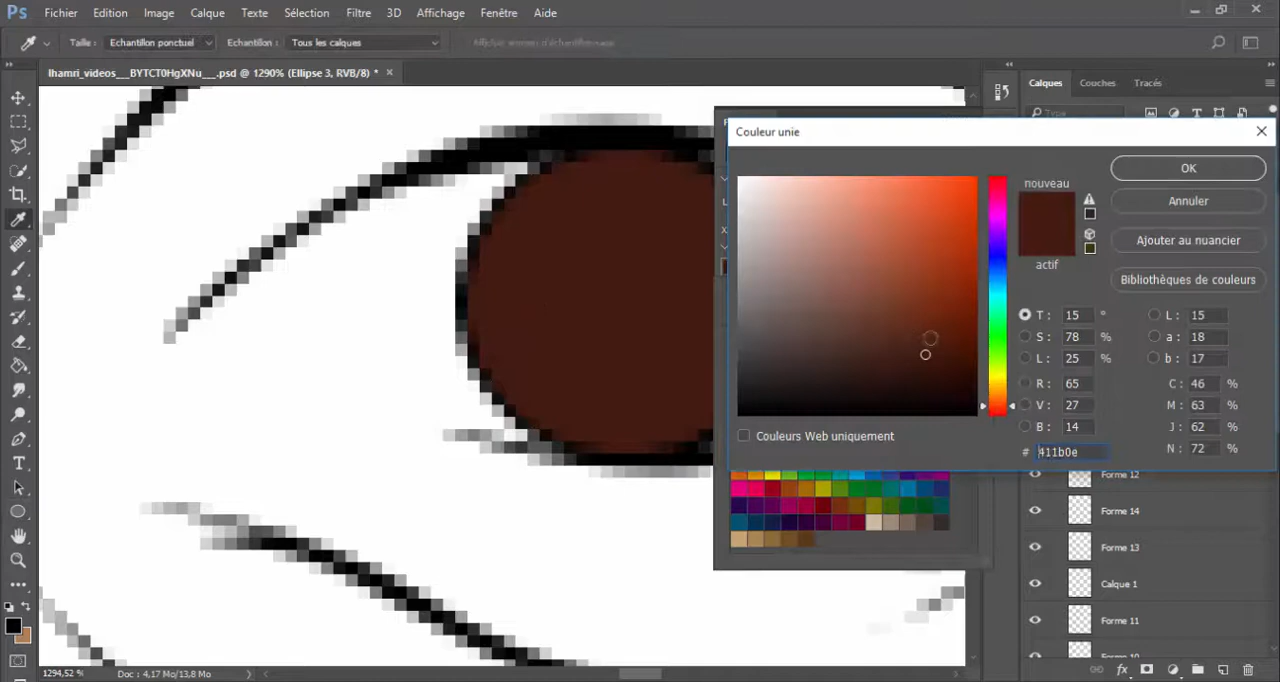 Ps Fichier Edition Image Calque Texte Sélection Filtre 3D Affichage Fenêtre Aide
Taille : Echantillon ponctuel Echantillon : Tous les calques
lhamri_videos___BYTCT0HgXNu___.psd @ 1290% (Ellipse 3, RVB/8) *
Calques Couches Tracés
Type
Couleur unie
OK
nouveau
Annuler
Ajouter au nuancier
actif
Bibliothèques de couleurs
T : 15 ° L : 15
S : 78 % a : 18
L : 25 % b : 17
R : 65 C : 46 %
V : 27 M : 63 %
B : 14 J : 62 %
# 411b0e N : 72 %
Couleurs Web uniquement
Forme 12
Forme 14
Forme 13
Calque 1
Forme 11
Forme 10
1294,52 % Doc : 4,17 Mo/13,8 Mo